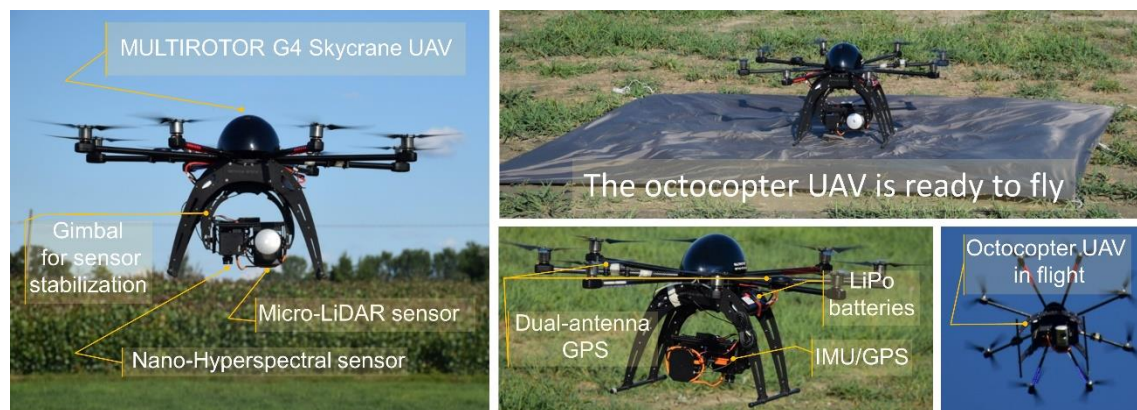 MULTIROTOR G4 Skycrane UAV
Gimbal
for sensor
stabilization
Micro-LiDAR sensor
Nano-Hyperspectral sensor
The octocopter UAV is ready to fly
Dual-antenna
GPS
LiPo
batteries
IMU/GPS
Octocopter UAV
in flight